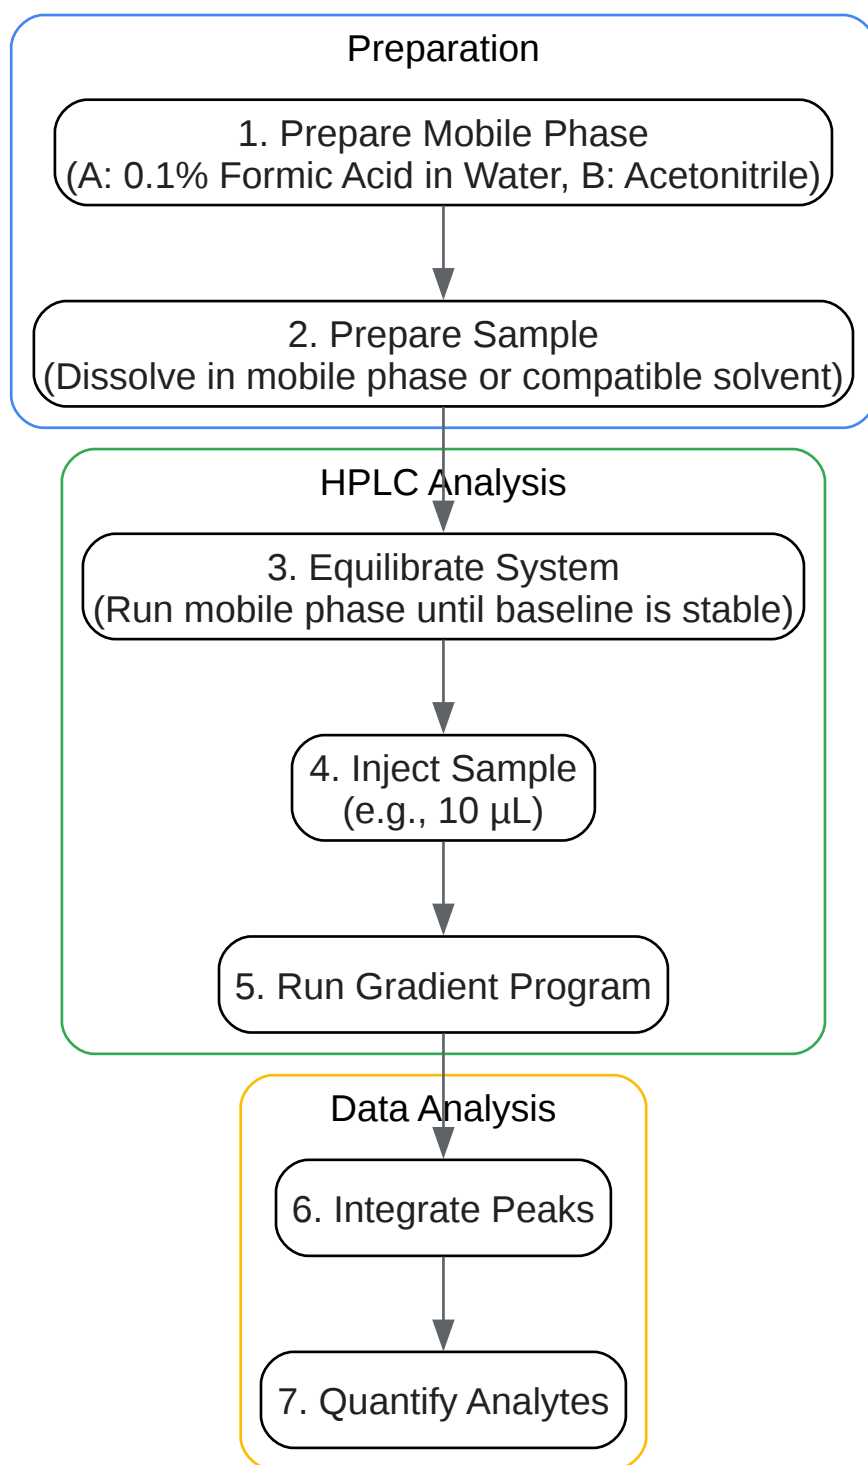 Preparation
1. Prepare Mobile Phase
(A: 0.1% Formic Acid in Water, B: Acetonitrile)
2. Prepare Sample
(Dissolve in mobile phase or compatible solvent)
HPLC Analysis
3. Equilibrate System
(Run mobile phase until baseline is stable)
4. Inject Sample
(e.g., 10 µL)
5. Run Gradient Program
Data Analysis
6. Integrate Peaks
7. Quantify Analytes